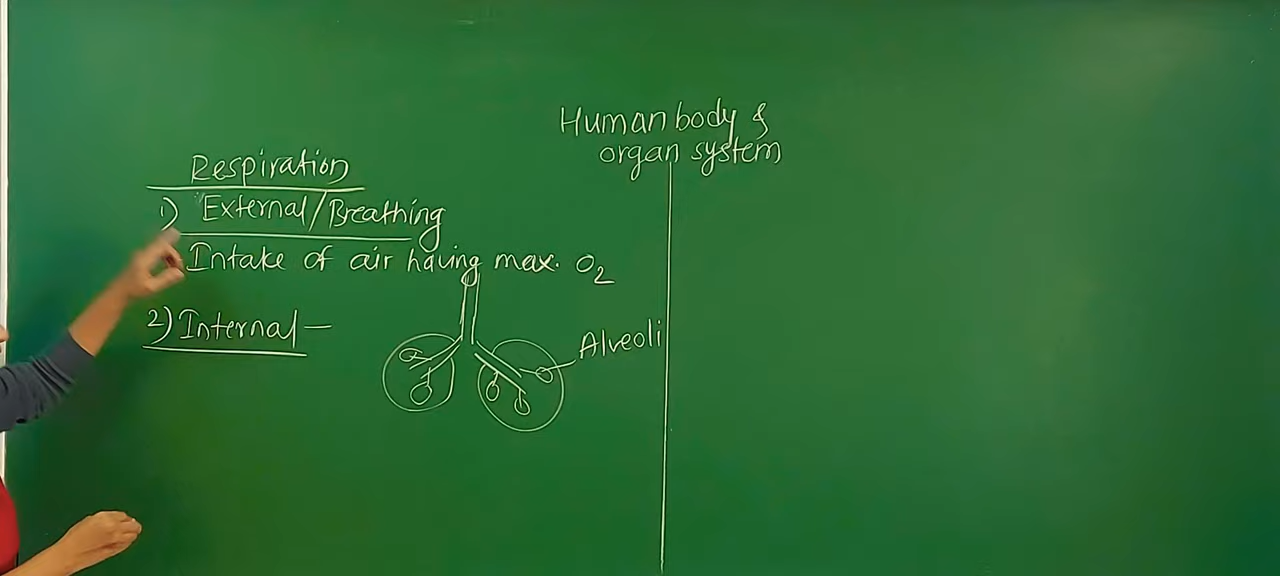 Human body &
organ system
Respiration
1) External/Breathing
Intake of air having max. O₂
2) Internal —
Alveoli